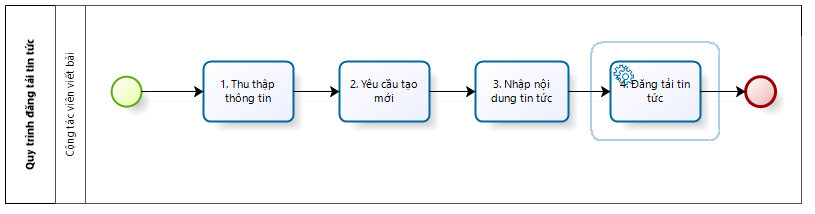 Quy trình đăng tải tin tức
Cộng tác viên viết bài
1. Thu thập
thông tin
2. Yêu cầu tạo
mới
3. Nhập nội
dung tin tức
4. Đăng tải tin
tức